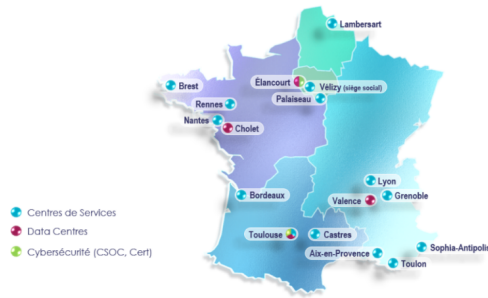 Lambersart
Élancourt
Vélizy (siège social)
Brest
Palaiseau
Rennes
Nantes
Cholet
Lyon
Grenoble
Valence
Bordeaux
Centres de Services
Data Centres
Toulouse
Castres
Sophia-Antipoli
Cybersécurité (CSOC, Cert)
Aix-en-Provence
Toulon